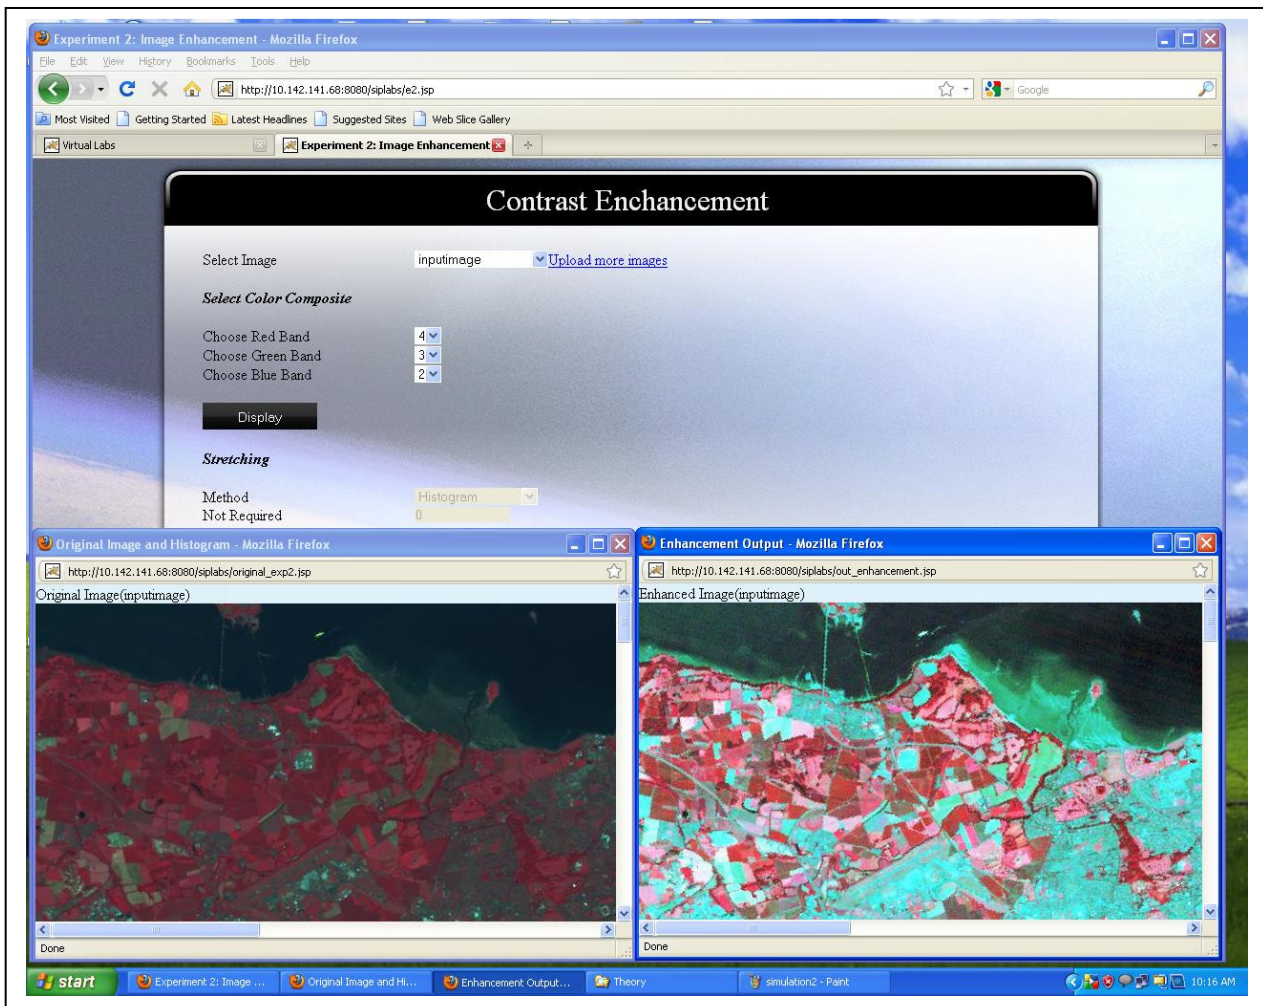 Experiment 2: Image Enhancement - Mozilla Firefox
File Edit View History Bookmarks Tools Help
http://10.142.141.68:8080/siplabs/e2.jsp
Google
Most Visited Getting Started Latest Headlines Suggested Sites Web Slice Gallery
Virtual Labs Experiment 2: Image Enhancement
Contrast Enchancement
Select Image inputimage Upload more images
Select Color Composite
Choose Red Band 4
Choose Green Band 3
Choose Blue Band 2
Display
Stretching
Method Histogram
Not Required 0
Original Image and Histogram - Mozilla Firefox
http://10.142.141.68:8080/siplabs/original_exp2.jsp
Original Image(inputimage)
Done
Enhancement Output - Mozilla Firefox
http://10.142.141.68:8080/siplabs/out_enhancement.jsp
Enhanced Image(inputimage)
Done
start Experiment 2: Image ... Original Image and Hi... Enhancement Output... Theory simulation2 - Paint 10:16 AM